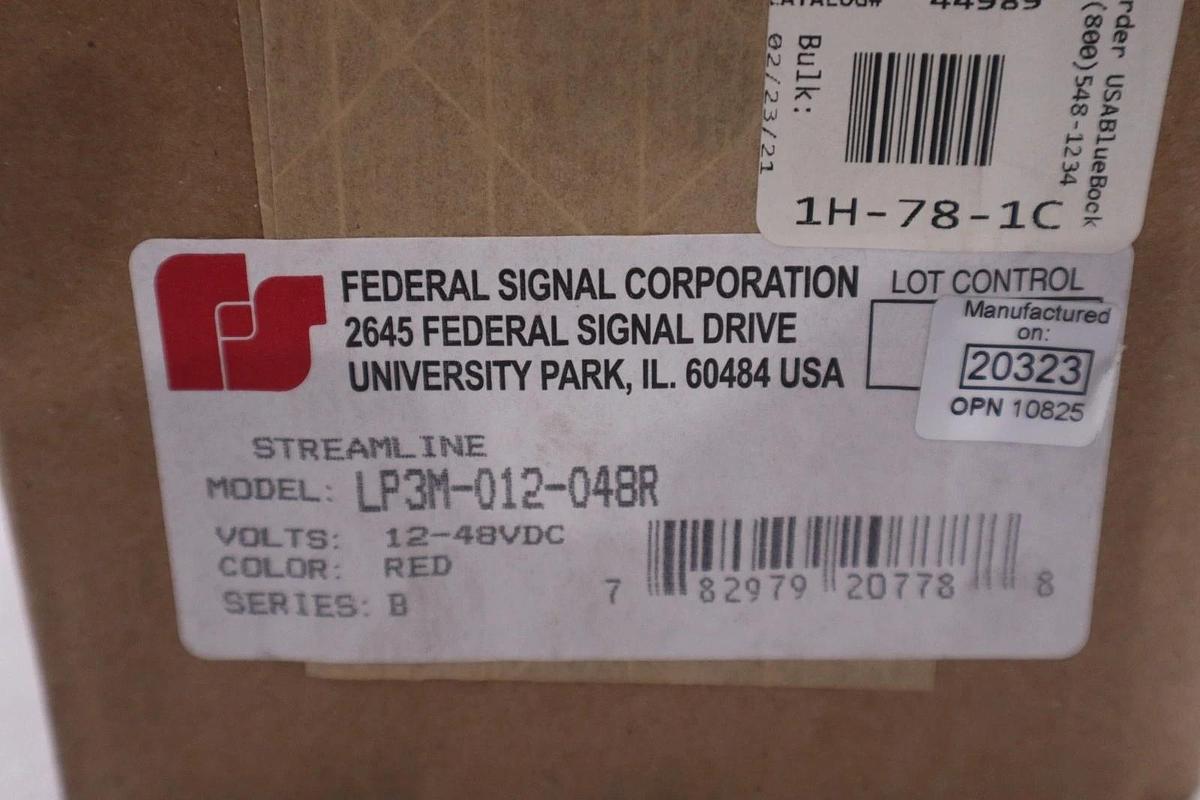 44989
Bulk:
02/23/21
rder USABlueBook
(800)548-1234
1H-78-1C
FEDERAL SIGNAL CORPORATION
2645 FEDERAL SIGNAL DRIVE
UNIVERSITY PARK, IL. 60484 USA
LOT CONTROL
Manufactured
on:
20323
OPN 10825
STREAMLINE
MODEL: LP3M-012-048R
VOLTS: 12-48VDC
COLOR: RED
SERIES: B
7 82979 20778 8